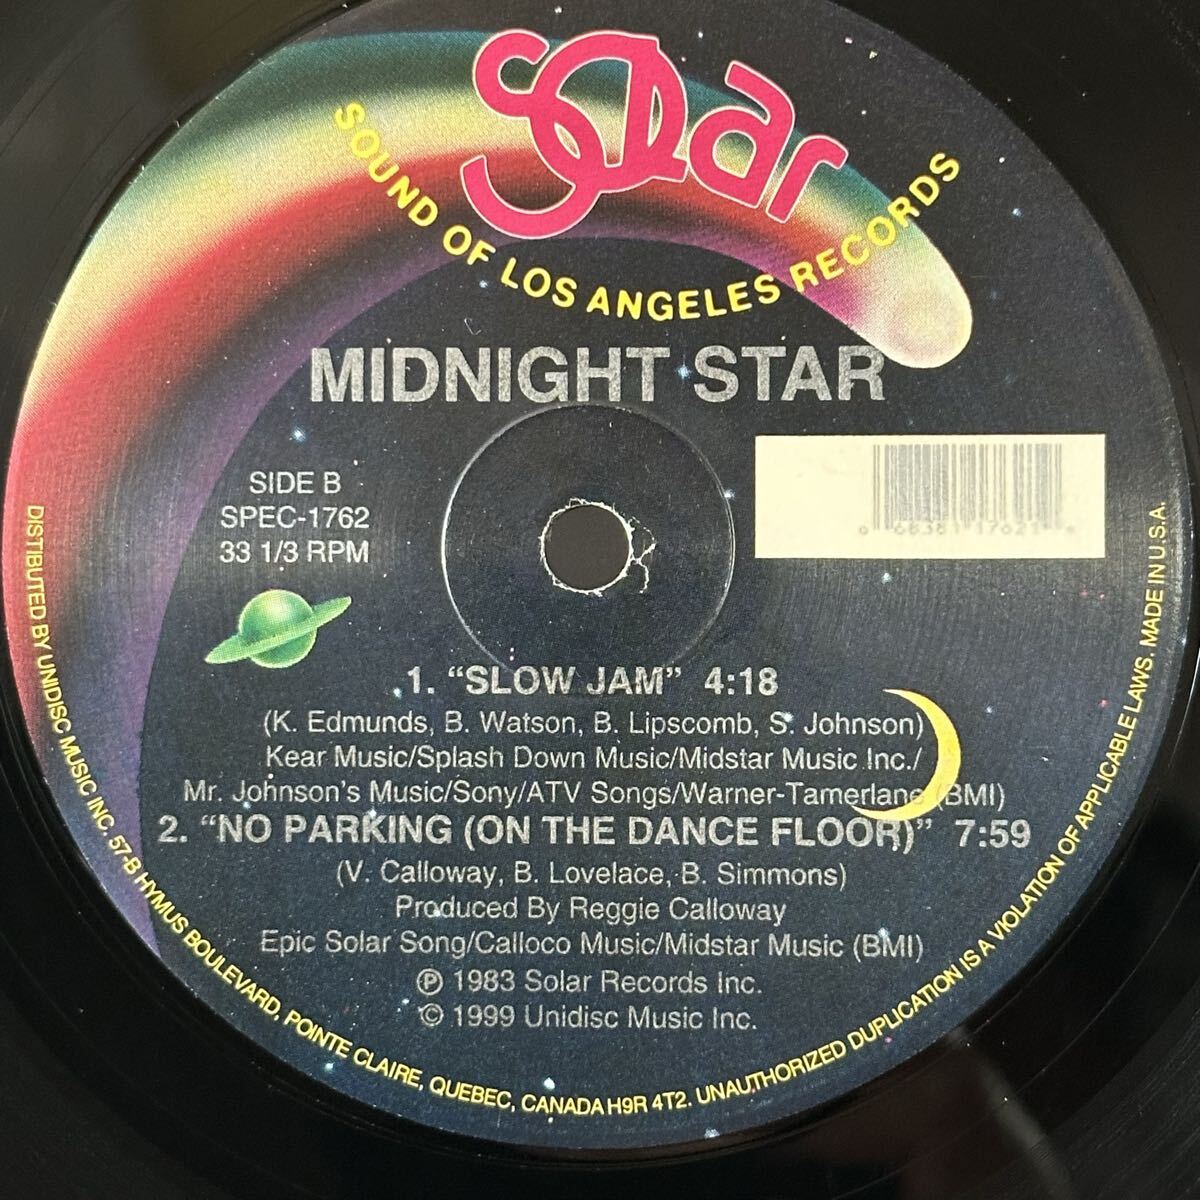 Solar
SOUND OF LOS ANGELES RECORDS
MIDNIGHT STAR
SIDE B
SPEC-1762
33 1/3 RPM
1. “SLOW JAM” 4:18
(K. Edmunds, B. Watson, B. Lipscomb, S. Johnson)
Kear Music/Splash Down Music/Midstar Music Inc./
Mr. Johnson's Music/Sony/ATV Songs/Warner-Tamerlane (BMI)
2. “NO PARKING (ON THE DANCE FLOOR)” 7:59
(V. Calloway, B. Lovelace, B. Simmons)
Produced By Reggie Calloway
Epic Solar Song/Calloco Music/Midstar Music (BMI)
℗ 1983 Solar Records Inc.
© 1999 Unidisc Music Inc.
DISTIBUTED BY UNIDISC MUSIC INC. 57-B HYMUS BOULEVARD, POINTE CLAIRE, QUEBEC, CANADA H9R 4T2. UNAUTHORIZED DUPLICATION IS A VIOLATION OF APPLICABLE LAWS. MADE IN U.S.A.